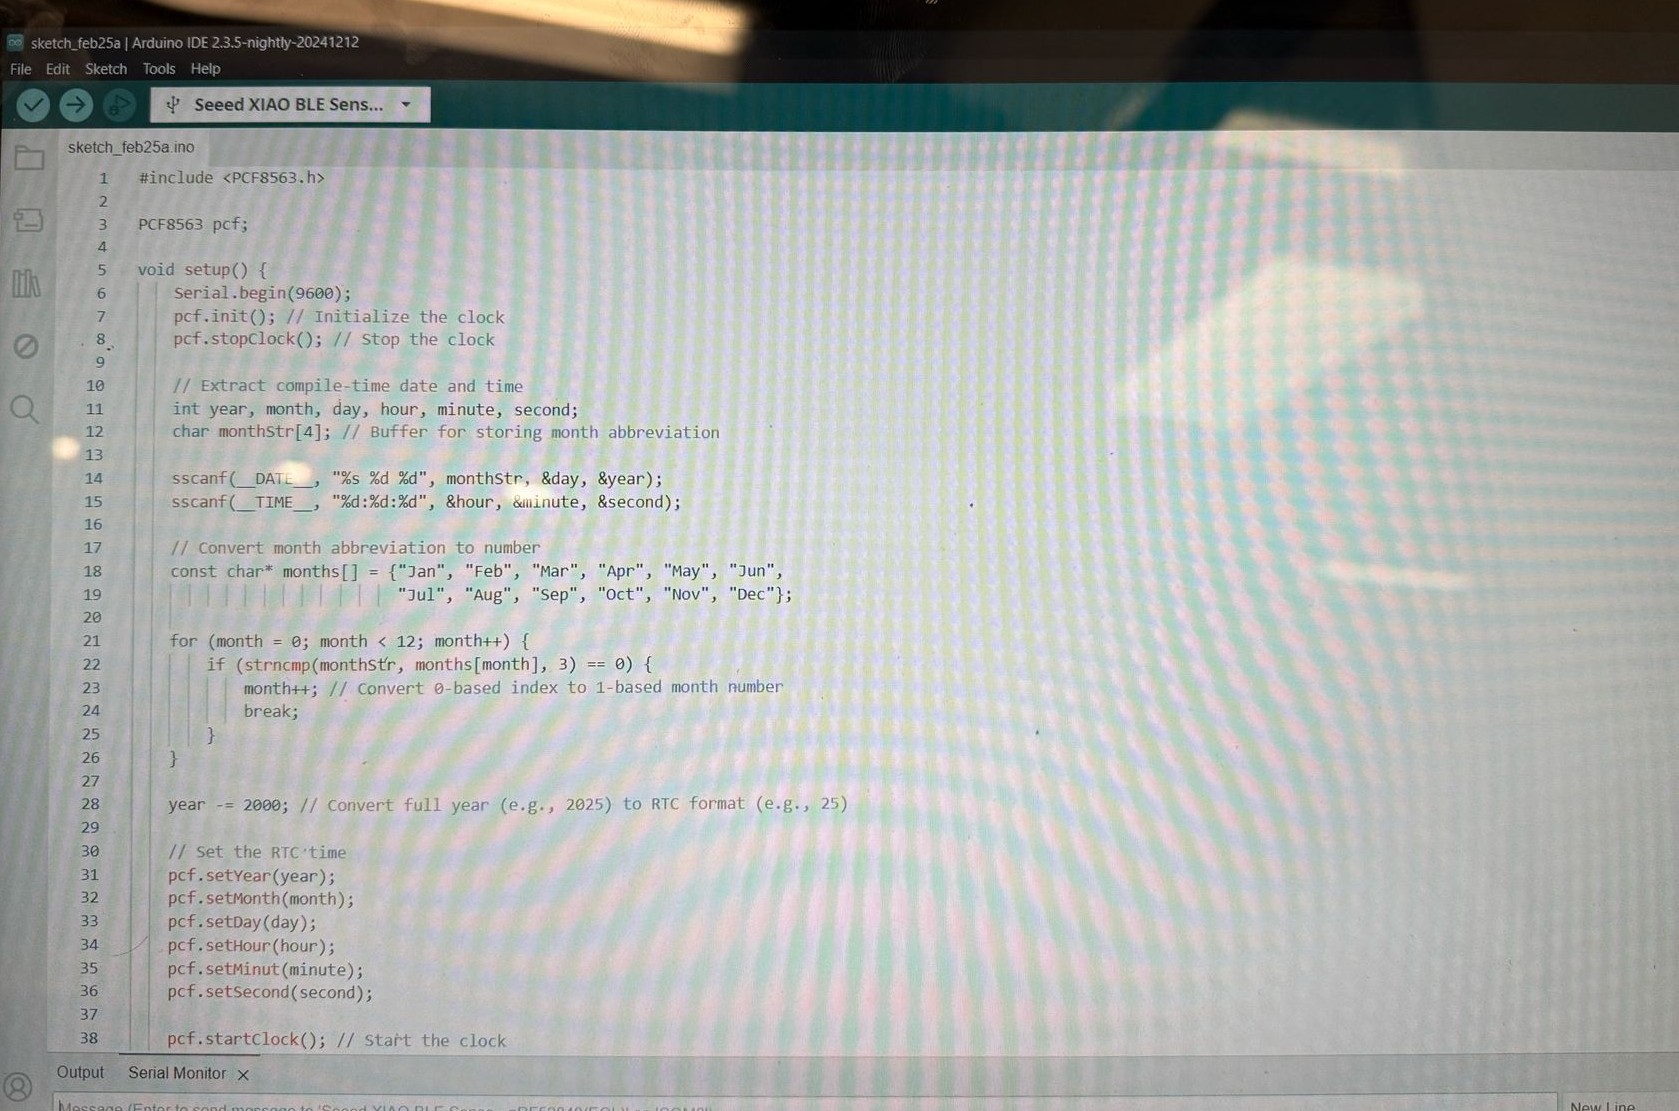 sketch_feb25a | Arduino IDE 2.3.5-nightly-20241212
File Edit Sketch Tools Help
Seeed XIAO BLE Sens...
sketch_feb25a.ino
1 #include <PCF8563.h>
2
3 PCF8563 pcf;
4
5 void setup() {
6 Serial.begin(9600);
7 pcf.init(); // Initialize the clock
8 pcf.stopClock(); // Stop the clock
9
10 // Extract compile-time date and time
11 int year, month, day, hour, minute, second;
12 char monthStr[4]; // Buffer for storing month abbreviation
13
14 sscanf(__DATE__, "%s %d %d", monthStr, &day, &year);
15 sscanf(__TIME__, "%d:%d:%d", &hour, &minute, &second);
16
17 // Convert month abbreviation to number
18 const char* months[] = {"Jan", "Feb", "Mar", "Apr", "May", "Jun",
19 "Jul", "Aug", "Sep", "Oct", "Nov", "Dec"};
20
21 for (month = 0; month < 12; month++) {
22 if (strncmp(monthStr, months[month], 3) == 0) {
23 month++; // Convert 0-based index to 1-based month number
24 break;
25 }
26 }
27
28 year -= 2000; // Convert full year (e.g., 2025) to RTC format (e.g., 25)
29
30 // Set the RTC time
31 pcf.setYear(year);
32 pcf.setMonth(month);
33 pcf.setDay(day);
34 pcf.setHour(hour);
35 pcf.setMinut(minute);
36 pcf.setSecond(second);
37
38 pcf.startClock(); // Start the clock
Output Serial Monitor
Message (Enter to send message to 'Seeed XIAO BLE Sense
New Line